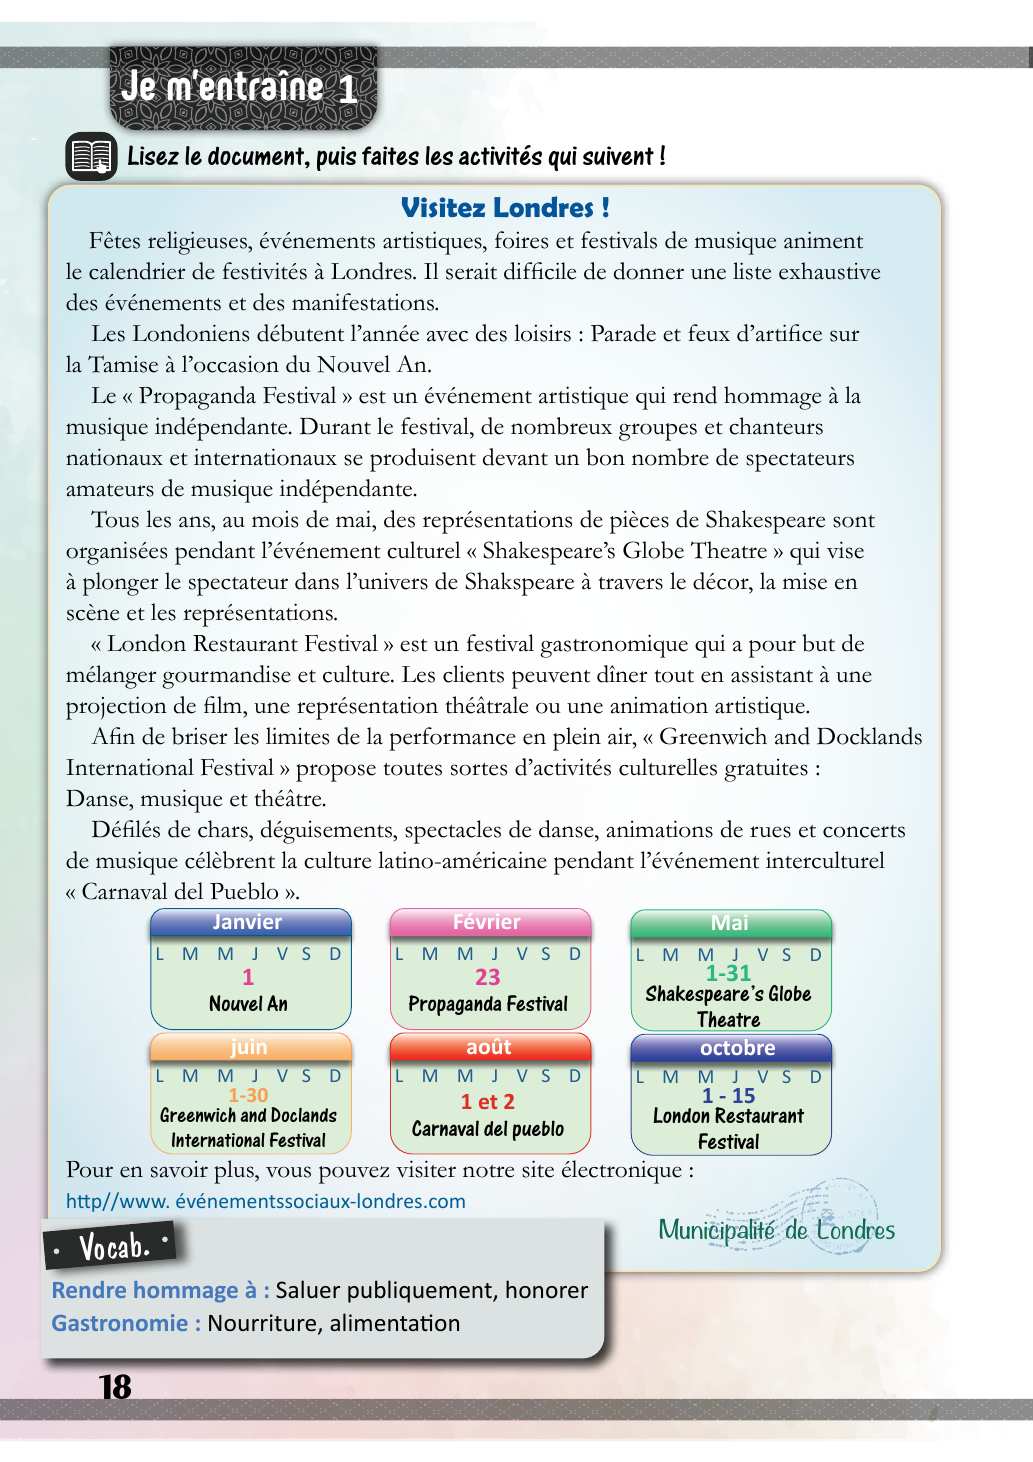 Je m'entraîne 1
Lisez le document, puis faites les activités qui suivent !
Visitez Londres !
Fêtes religieuses, événements artistiques, foires et festivals de musique animent
le calendrier de festivités à Londres. Il serait difficile de donner une liste exhaustive
des événements et des manifestations.
Les Londoniens débutent l'année avec des loisirs : Parade et feux d'artifice sur
la Tamise à l'occasion du Nouvel An.
Le « Propaganda Festival » est un événement artistique qui rend hommage à la
musique indépendante. Durant le festival, de nombreux groupes et chanteurs
nationaux et internationaux se produisent devant un bon nombre de spectateurs
amateurs de musique indépendante.
Tous les ans, au mois de mai, des représentations de pièces de Shakespeare sont
organisées pendant l'événement culturel « Shakespeare's Globe Theatre » qui vise
à plonger le spectateur dans l'univers de Shakspeare à travers le décor, la mise en
scène et les représentations.
« London Restaurant Festival » est un festival gastronomique qui a pour but de
mélanger gourmandise et culture. Les clients peuvent dîner tout en assistant à une
projection de film, une représentation théâtrale ou une animation artistique.
Afin de briser les limites de la performance en plein air, « Greenwich and Docklands
International Festival » propose toutes sortes d'activités culturelles gratuites :
Danse, musique et théâtre.
Défilés de chars, déguisements, spectacles de danse, animations de rues et concerts
de musique célèbrent la culture latino-américaine pendant l'événement interculturel
« Carnaval del Pueblo ».
Janvier
L M M J V S D
1
Nouvel An
Février
L M M J V S D
23
Propaganda Festival
Mai
L M M J V S D
1-31
Shakespeare's Globe
Theatre
juin
L M M J V S D
1-30
Greenwich and Doclands
International Festival
août
L M M J V S D
1 et 2
Carnaval del pueblo
octobre
L M M J V S D
1 - 15
London Restaurant
Festival
Pour en savoir plus, vous pouvez visiter notre site électronique :
http//www. événementssociaux-londres.com
Municipalité de Londres
Vocab.
Rendre hommage à : Saluer publiquement, honorer
Gastronomie : Nourriture, alimentation
18